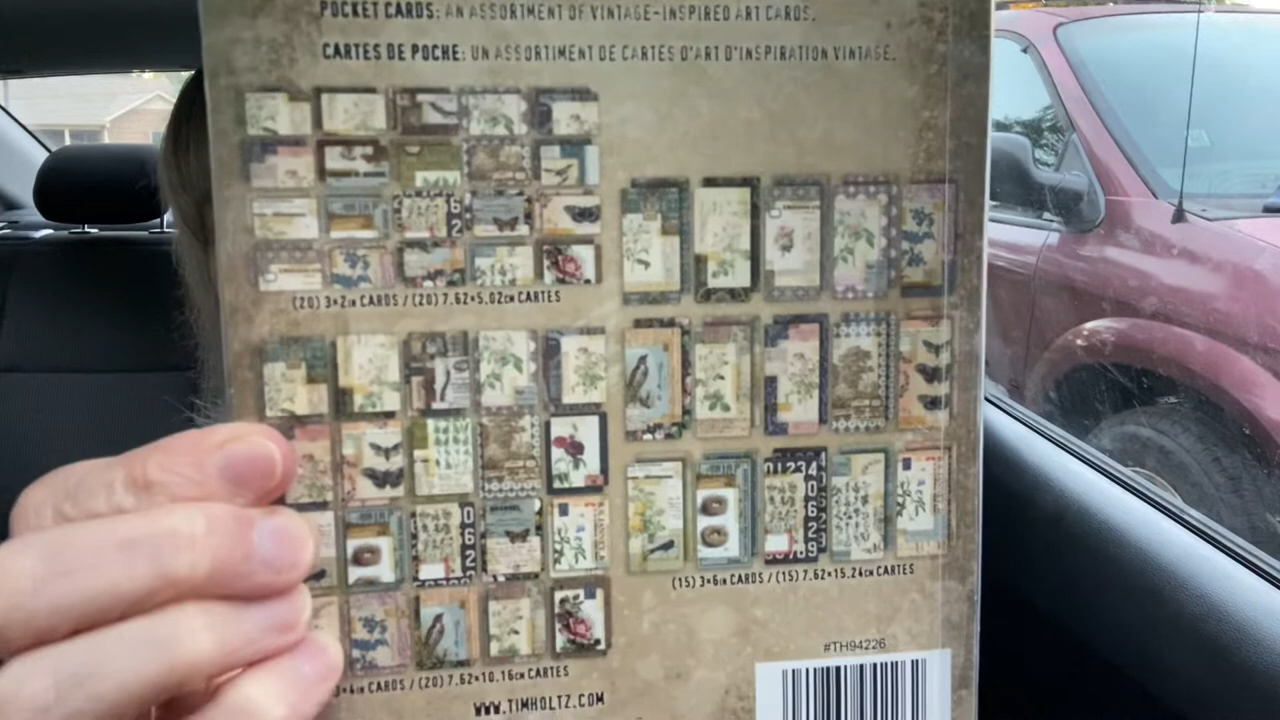 POCKET CARDS: AN ASSORTMENT OF VINTAGE-INSPIRED ART CARDS.
CARTES DE POCHE: UN ASSORTIMENT DE CARTES D'ART D'INSPIRATION VINTAGE.
(20) 3×2IN CARDS / (20) 7.62×5.02CM CARTES
(15) 3×6IN CARDS / (15) 7.62×15.24CM CARTES
3×4IN CARDS / (20) 7.62×10.16CM CARTES
#TH94226
WWW.TIMHOLTZ.COM